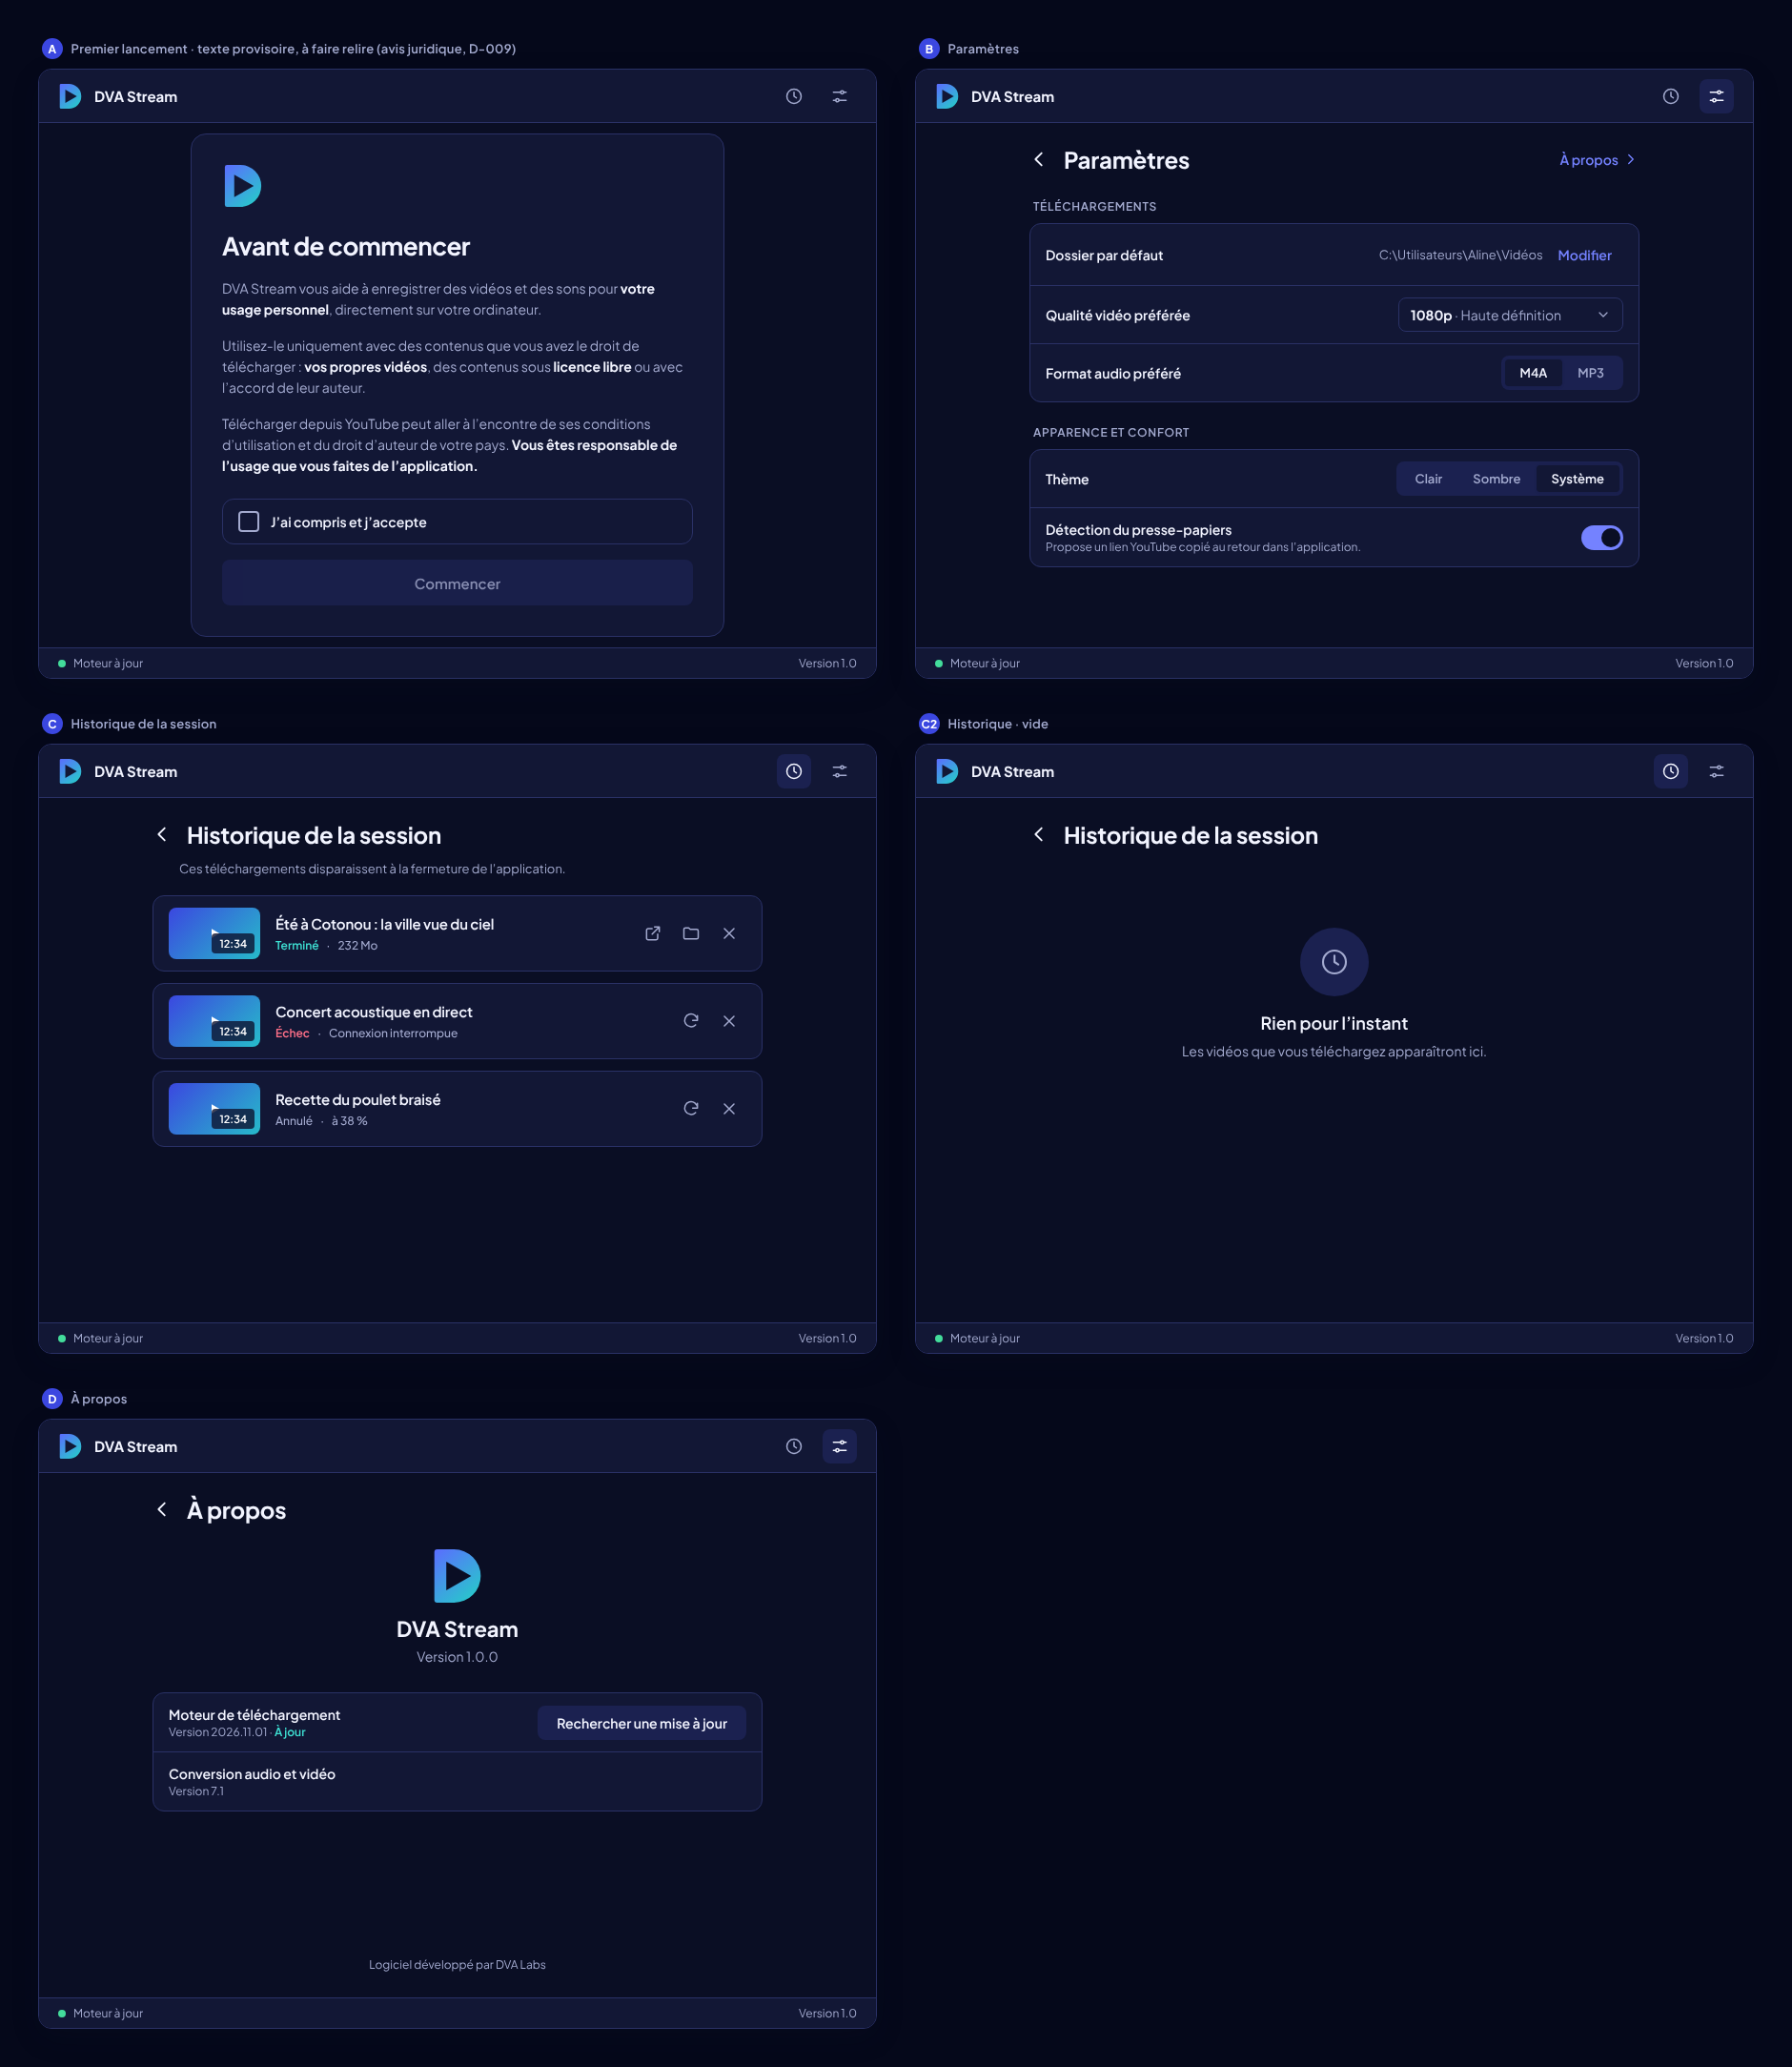 A Premier lancement · texte provisoire, à faire relire (avis juridique, D-009)
DVA Stream
Avant de commencer
DVA Stream vous aide à enregistrer des vidéos et des sons pour votre
usage personnel, directement sur votre ordinateur.
Utilisez-le uniquement avec des contenus que vous avez le droit de
télécharger : vos propres vidéos, des contenus sous licence libre ou avec
l’accord de leur auteur.
Télécharger depuis YouTube peut aller à l’encontre de ses conditions
d’utilisation et du droit d’auteur de votre pays. Vous êtes responsable de
l’usage que vous faites de l’application.
J’ai compris et j’accepte
Commencer
Moteur à jour
Version 1.0
B Paramètres
DVA Stream
Paramètres
À propos
TÉLÉCHARGEMENTS
Dossier par défaut
C:\Utilisateurs\Aline\Vidéos
Modifier
Qualité vidéo préférée
1080p · Haute définition
Format audio préféré
M4A
MP3
APPARENCE ET CONFORT
Thème
Clair
Sombre
Système
Détection du presse-papiers
Propose un lien YouTube copié au retour dans l’application.
Moteur à jour
Version 1.0
C Historique de la session
DVA Stream
Historique de la session
Ces téléchargements disparaissent à la fermeture de l’application.
12:34
Été à Cotonou : la ville vue du ciel
Terminé · 232 Mo
12:34
Concert acoustique en direct
Échec · Connexion interrompue
12:34
Recette du poulet braisé
Annulé · à 38 %
Moteur à jour
Version 1.0
C2 Historique · vide
DVA Stream
Historique de la session
Rien pour l’instant
Les vidéos que vous téléchargez apparaîtront ici.
Moteur à jour
Version 1.0
D À propos
DVA Stream
À propos
DVA Stream
Version 1.0.0
Moteur de téléchargement
Version 2026.11.01 · À jour
Rechercher une mise à jour
Conversion audio et vidéo
Version 7.1
Logiciel développé par DVA Labs
Moteur à jour
Version 1.0